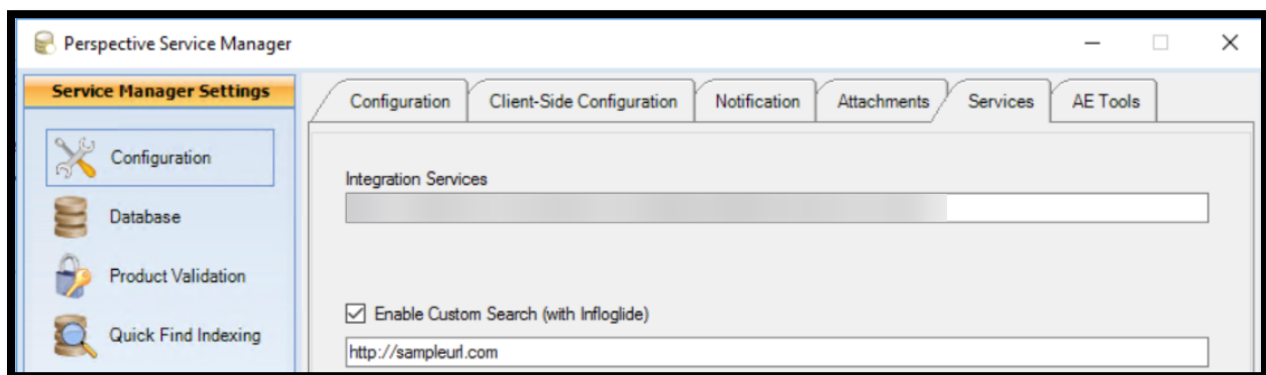 Perspective Service Manager
Service Manager Settings
Configuration
Database
Product Validation
Quick Find Indexing
Configuration Client-Side Configuration Notification Attachments Services AE Tools
Integration Services
Enable Custom Search (with Infloglide)
http://sampleurl.com